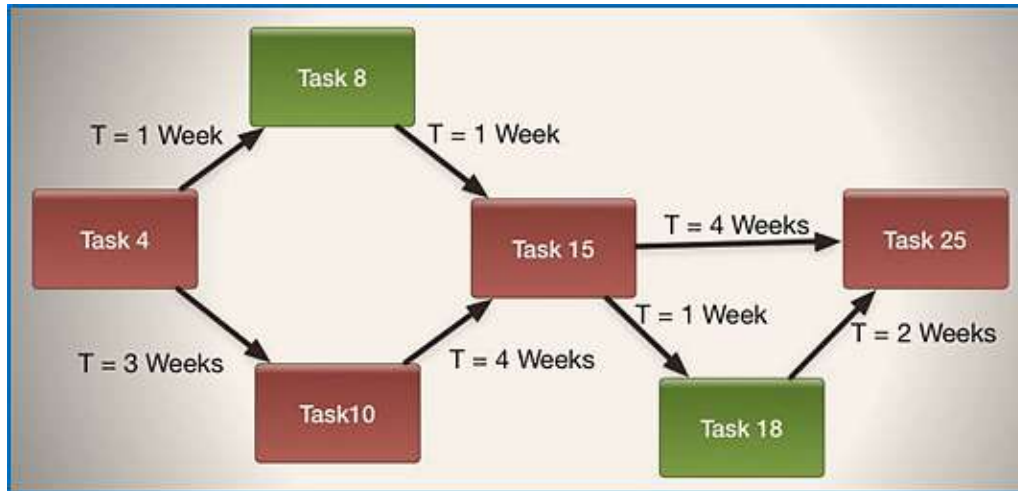 Task 8
T = 1 Week
T = 1 Week
Task 4
Task 15
T = 4 Weeks
Task 25
T = 1 Week
T = 2 Weeks
T = 3 Weeks
T = 4 Weeks
Task10
Task 18